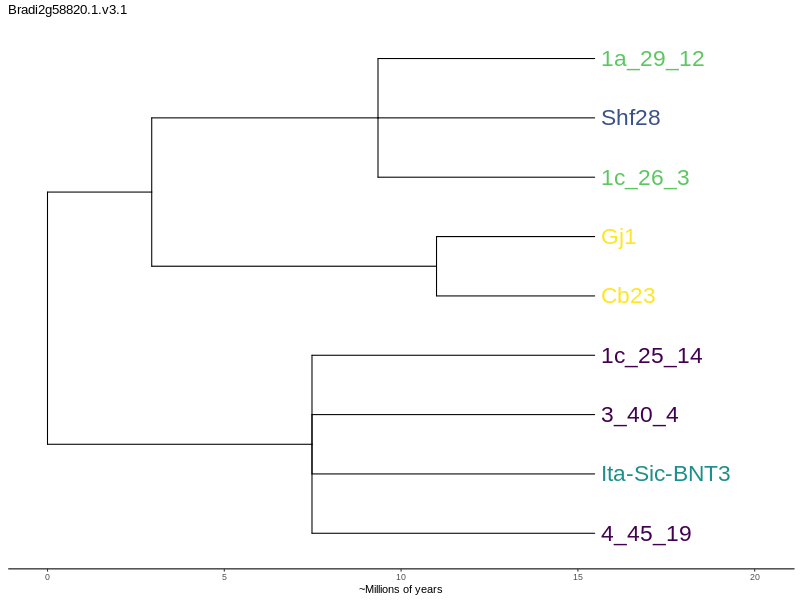 Bradi2g58820.1.v3.1
1a_29_12
Shf28
1c_26_3
Gj1
Cb23
1c_25_14
3_40_4
Ita-Sic-BNT3
4_45_19
0 5 10 15 20
~Millions of years